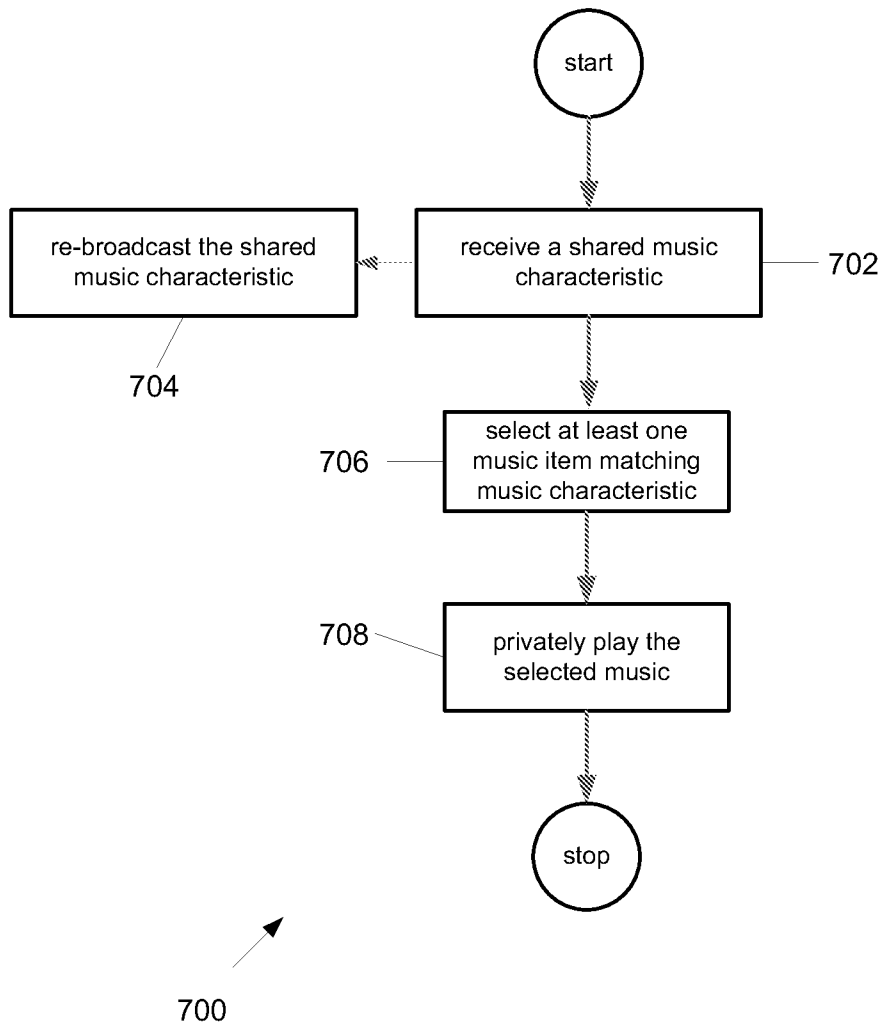 start
re-broadcast the shared
music characteristic
receive a shared music
characteristic
702
704
706
select at least one
music item matching
music characteristic
708
privately play the
selected music
stop
700